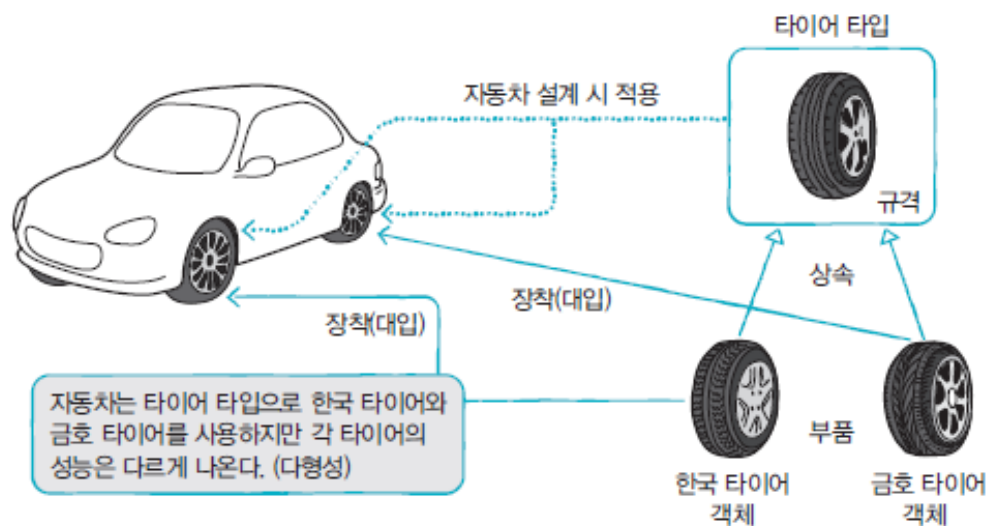 타이어 타입
자동차 설계 시 적용
규격
상속
장착(대입)
장착(대입)
자동차는 타이어 타입으로 한국 타이어와
금호 타이어를 사용하지만 각 타이어의
성능은 다르게 나온다. (다형성)
부품
한국 타이어
객체
금호 타이어
객체